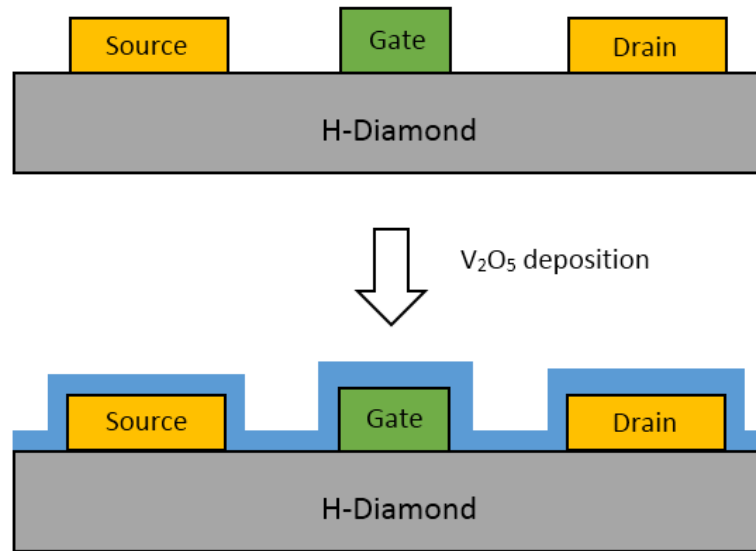 Source
Gate
Drain
H-Diamond
V₂O₅ deposition
Source
Gate
Drain
H-Diamond